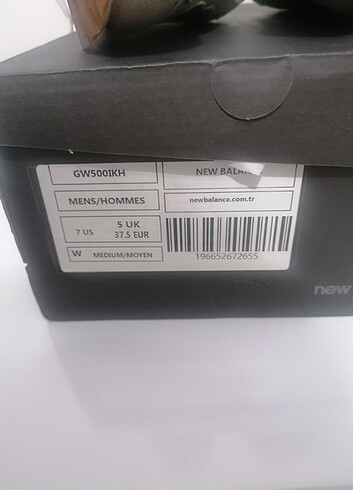 GW500IKH
NEW BALAN
MENS/HOMMES
newbalance.com.tr
7 US
5 UK
37.5 EUR
W MEDIUM/MOYEN
196652672655
new